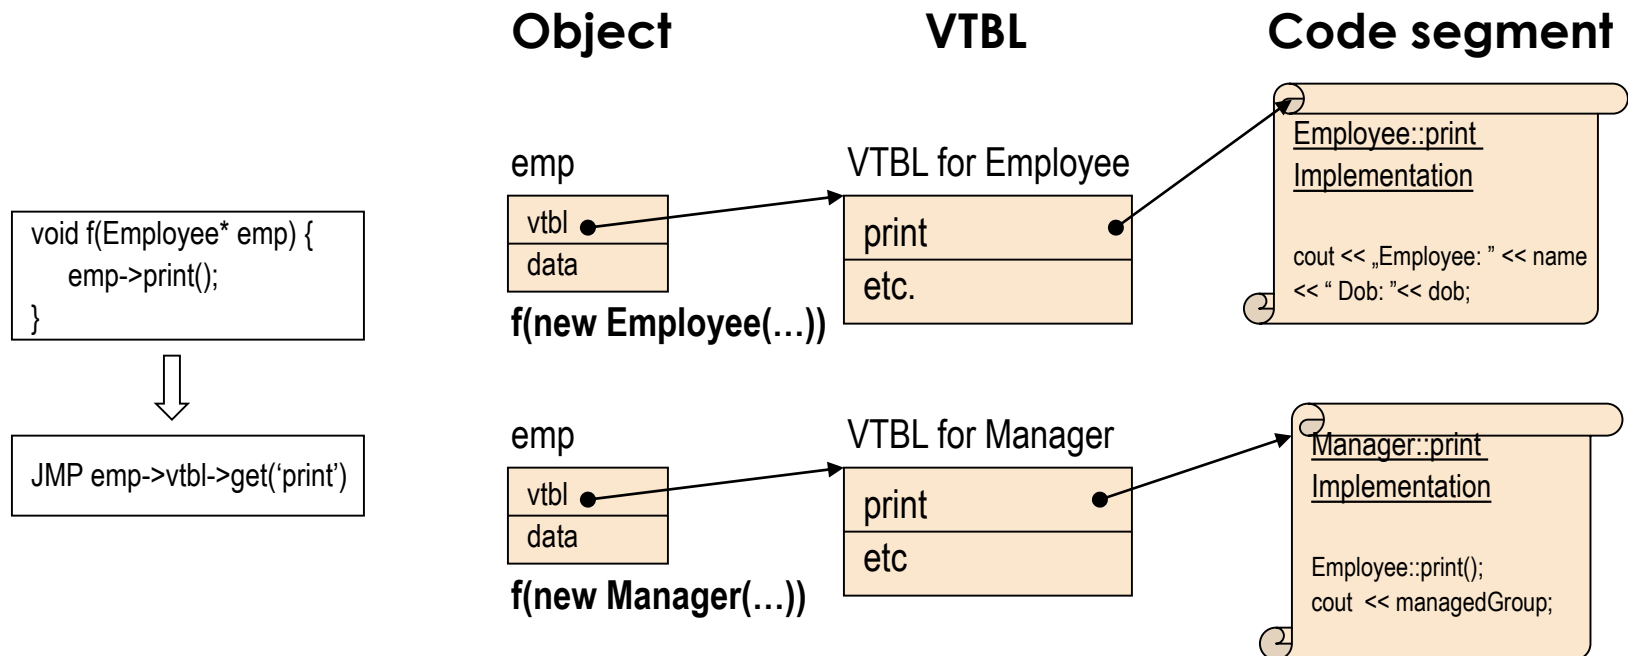 Object
VTBL
Code segment
void f(Employee* emp) {
emp->print();
}
JMP emp->vtbl->get(‘print’)
emp
vtbl
data
f(new Employee(…))
VTBL for Employee
print
etc.
Employee::print
Implementation
cout << „Employee: ” << name
<< “ Dob: ”<< dob;
emp
vtbl
data
f(new Manager(…))
VTBL for Manager
print
etc
Manager::print
Implementation
Employee::print();
cout << managedGroup;